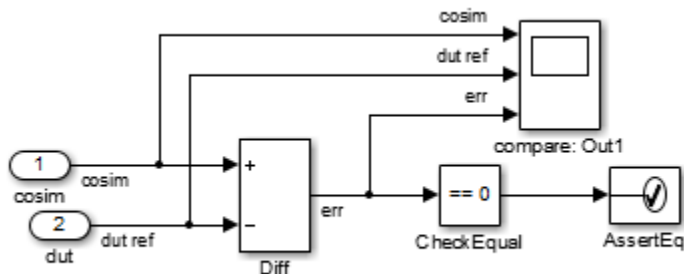 cosim
dut ref
err
compare: Out1
1
cosim
cosim
+
err
== 0
CheckEqual
AssertEq
2
dut ref
dut
−
Diff